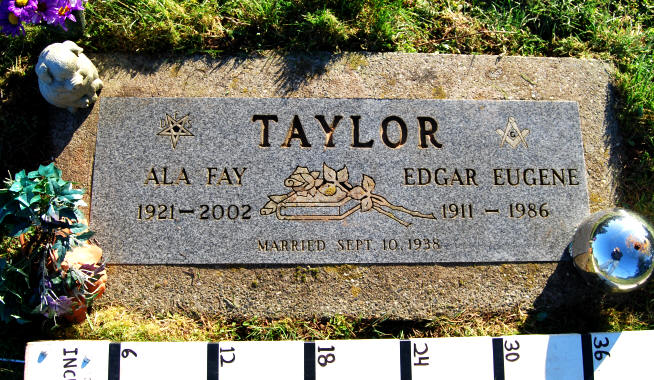 TAYLOR
G
ALA FAY
EDGAR EUGENE
1921-2002
1911-1986
MARRIED SEPT. 10, 1938
INC
6
12
18
24
30
36